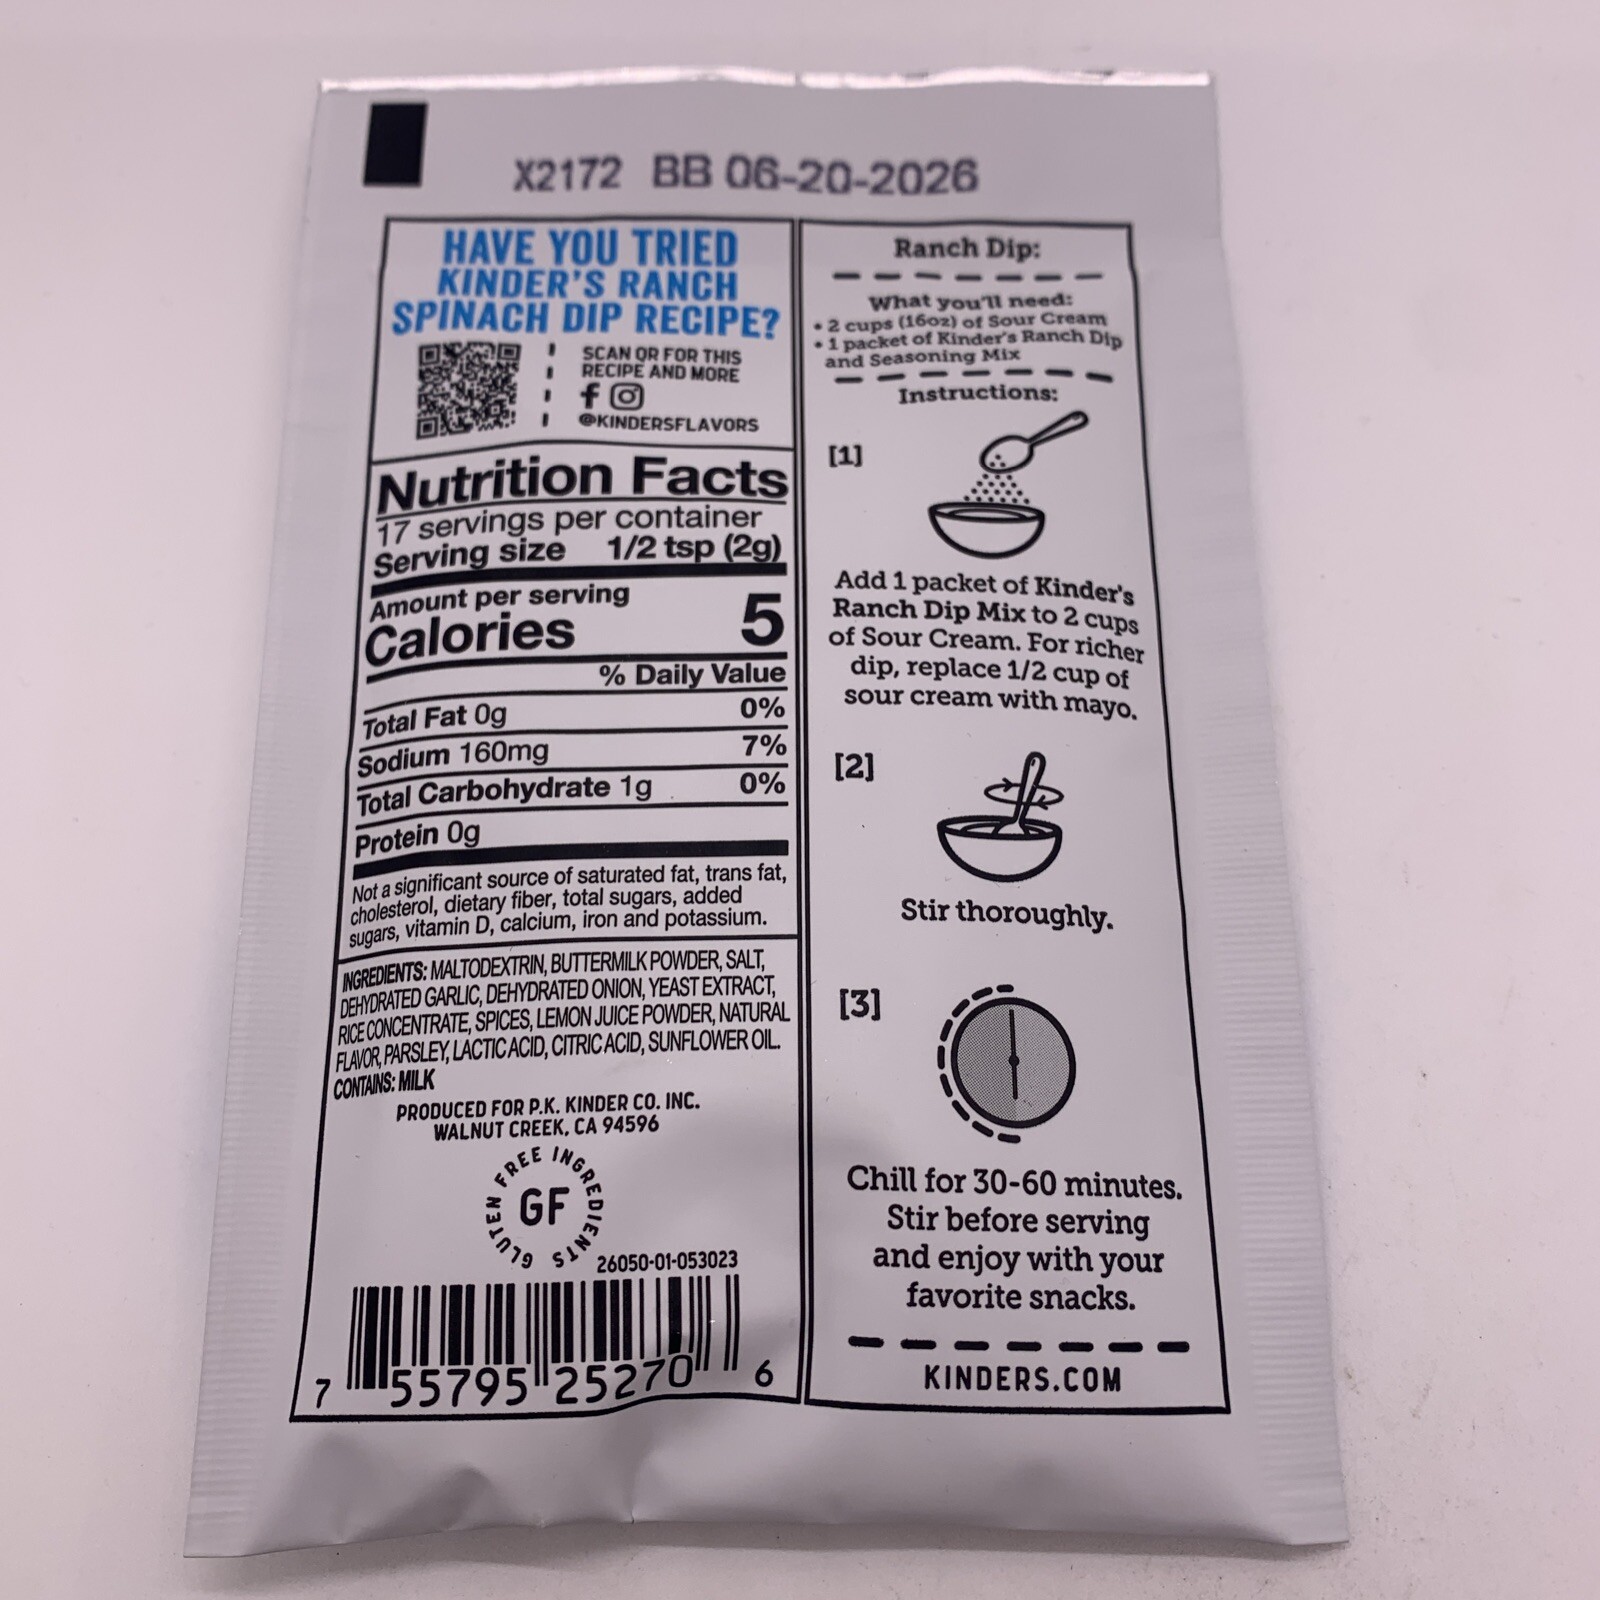 X2172 BB 06-20-2026
HAVE YOU TRIED
KINDER'S RANCH
SPINACH DIP RECIPE?
SCAN QR FOR THIS
RECIPE AND MORE
@KINDERSFLAVORS
Nutrition Facts
17 servings per container
Serving size 1/2 tsp (2g)
Amount per serving
Calories 5
% Daily Value
Total Fat 0g 0%
Sodium 160mg 7%
Total Carbohydrate 1g 0%
Protein 0g
Not a significant source of saturated fat, trans fat,
cholesterol, dietary fiber, total sugars, added
sugars, vitamin D, calcium, iron and potassium.
INGREDIENTS: MALTODEXTRIN, BUTTERMILK POWDER, SALT,
DEHYDRATED GARLIC, DEHYDRATED ONION, YEAST EXTRACT,
RICE CONCENTRATE, SPICES, LEMON JUICE POWDER, NATURAL
FLAVOR, PARSLEY, LACTIC ACID, CITRIC ACID, SUNFLOWER OIL.
CONTAINS: MILK
PRODUCED FOR P.K. KINDER CO. INC.
WALNUT CREEK, CA 94596
GLUTEN FREE INGREDIENTS
GF
26050-01-053023
7 55795 25270 6
Ranch Dip:
What you'll need:
• 2 cups (16oz) of Sour Cream
• 1 packet of Kinder's Ranch Dip
and Seasoning Mix
Instructions:
[1]
Add 1 packet of Kinder's
Ranch Dip Mix to 2 cups
of Sour Cream. For richer
dip, replace 1/2 cup of
sour cream with mayo.
[2]
Stir thoroughly.
[3]
Chill for 30-60 minutes.
Stir before serving
and enjoy with your
favorite snacks.
KINDERS.COM